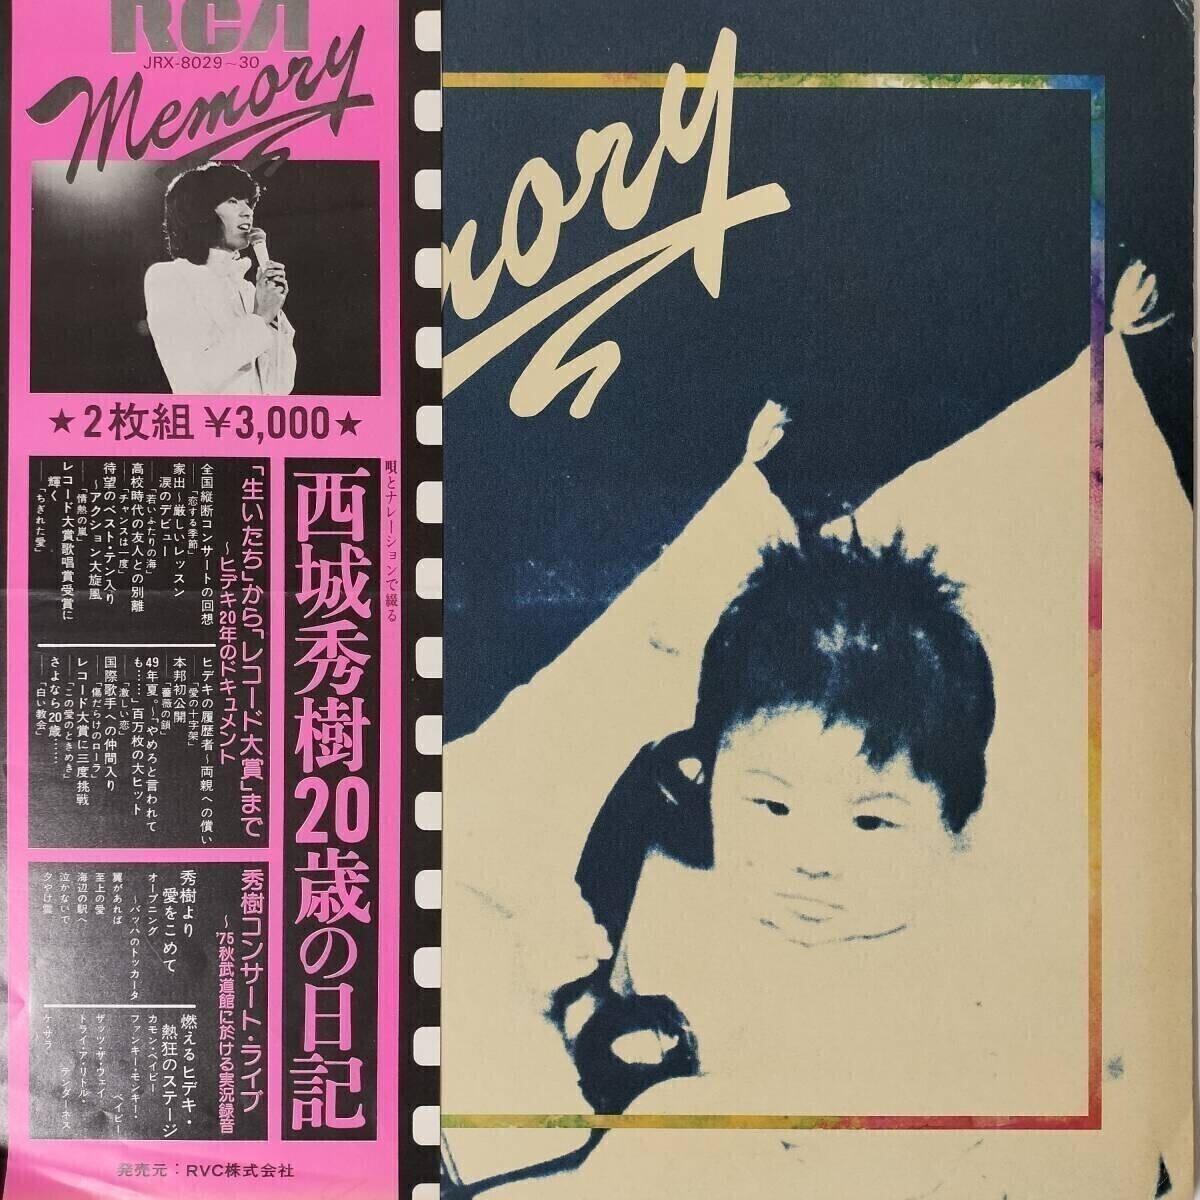 RCA
JRX-8029~30
Memory
★2枚組 ¥3,000★
唄とナレーションで綴る
西城秀樹20歳の日記
「生いたち」から「レコード大賞」まで
〜ヒデキ20年のドキュメント
全国縦断コンサートの回想
─「恋する季節」
家出〜厳しいレッスン
涙のデビュー
─「若いふたりの海」
高校時代の友人との別離
─「チャンスは一度」
待望のベスト・テン入り
〜アクション大旋風
─「情熱の嵐」
レコード大賞歌唱賞受賞に
輝く
─「ちぎれた愛」
ヒデキの履歴書〜両親への償い
─「愛の十字架」
本邦初公開
─「薔薇の鎖」
49年夏。〜「やめろと言われて
も……」百万枚の大ヒット
─「激しい恋」
国際歌手への仲間入り
─「傷だらけのローラ」
レコード大賞に三度挑戦
─「この愛のときめき」
さよなら20歳……
─「白い教会」
秀樹コンサート・ライブ
〜'75秋武道館に於ける実況録音
秀樹より
愛をこめて
オープニング
〜バッハのトッカータ
翼があれば
至上の愛
海辺の駅へ
泣かないで
夕やけ雲
燃えるヒデキ・
熱狂のステージ
カモン・ベイビー
ファンキー・モンキー・
ベイビー
ザッツ・ザ・ウェイ
トライ・ア・リトル・
テンダーネス
ケ・サラ
発売元：RVC株式会社
mory